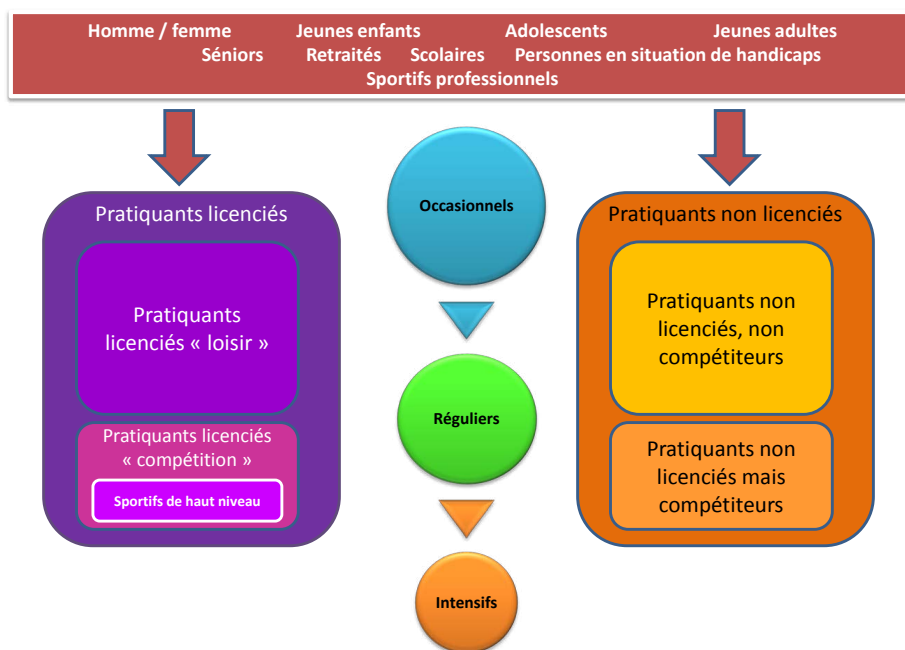 Homme / femme Jeunes enfants Adolescents Jeunes adultes
Séniors Retraités Scolaires Personnes en situation de handicaps
Sportifs professionnels
Pratiquants licenciés
Pratiquants
licenciés « loisir »
Pratiquants licenciés
« compétition »
Sportifs de haut niveau
Occasionnels
Réguliers
Intensifs
Pratiquants non licenciés
Pratiquants non
licenciés, non
compétiteurs
Pratiquants non
licenciés mais
compétiteurs